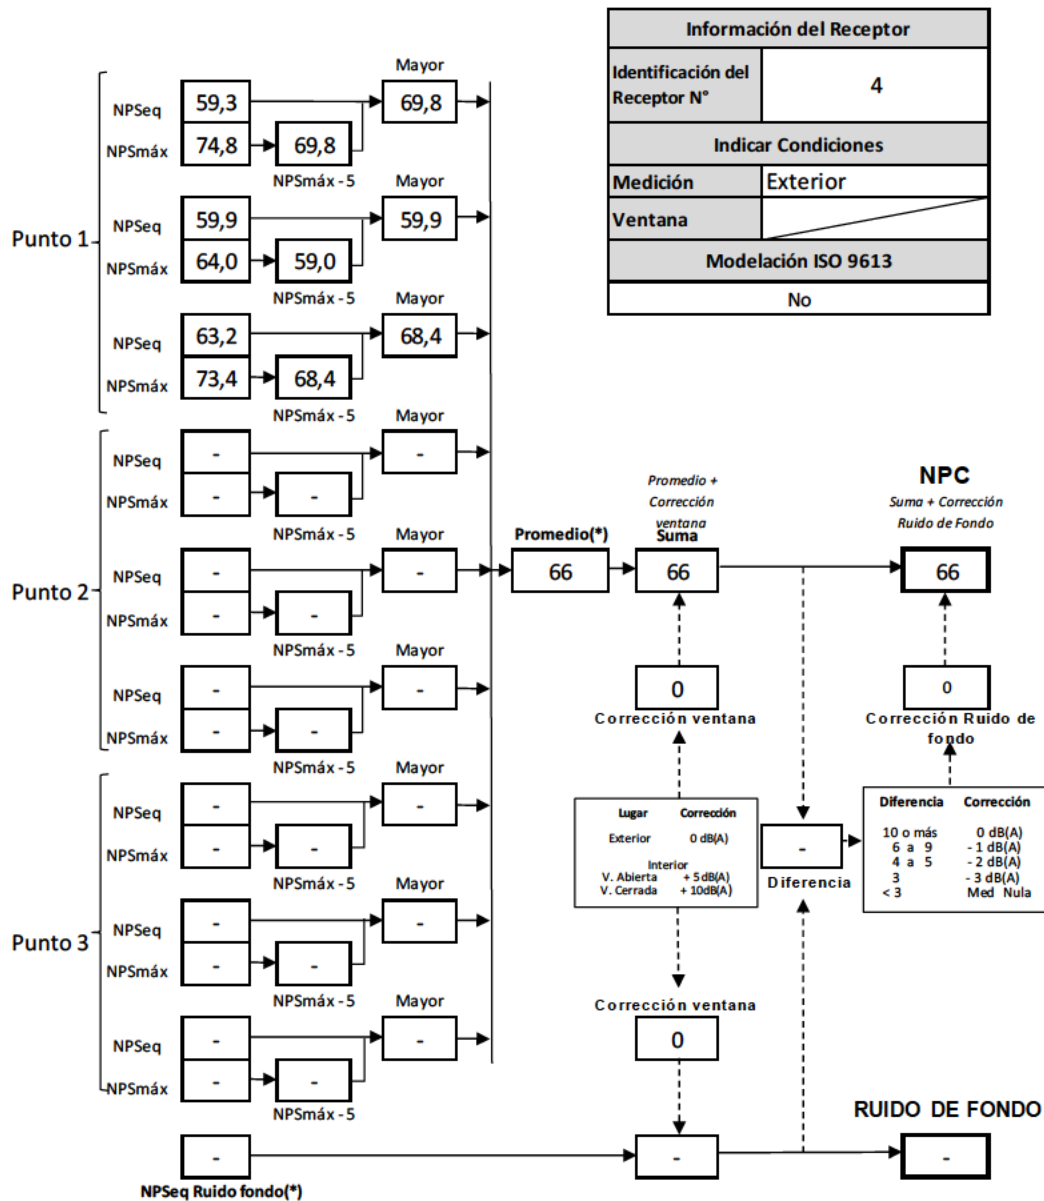 Información del Receptor
Identificación del Receptor N° 4
Indicar Condiciones
Medición Exterior
Ventana
Modelación ISO 9613
No
Punto 1
Mayor
NPSeq 59,3 69,8
NPSmáx 74,8 69,8
NPSmáx - 5
Mayor
NPSeq 59,9 59,9
NPSmáx 64,0 59,0
NPSmáx - 5
Mayor
NPSeq 63,2 68,4
NPSmáx 73,4 68,4
NPSmáx - 5
Punto 2
Mayor
NPSeq - -
NPSmáx - -
NPSmáx - 5
Mayor
NPSeq - -
NPSmáx - -
NPSmáx - 5
Mayor
NPSeq - -
NPSmáx - -
NPSmáx - 5
Punto 3
Mayor
NPSeq - -
NPSmáx - -
NPSmáx - 5
Mayor
NPSeq - -
NPSmáx - -
NPSmáx - 5
Mayor
NPSeq - -
NPSmáx - -
NPSmáx - 5
-
NPSeq Ruido fondo(*)
Promedio(*)
66
Promedio +
Corrección
ventana
Suma
66
0
Corrección ventana
Lugar Corrección
Exterior 0 dB(A)
Interior
V. Abierta + 5dB(A)
V. Cerrada + 10dB(A)
Corrección ventana
0
-
NPC
Suma + Corrección
Ruido de Fondo
66
0
Corrección Ruido de
fondo
-
Diferencia
Diferencia Corrección
10 o más 0 dB(A)
6 a 9 - 1 dB(A)
4 a 5 - 2 dB(A)
3 - 3 dB(A)
< 3 Med Nula
RUIDO DE FONDO
-